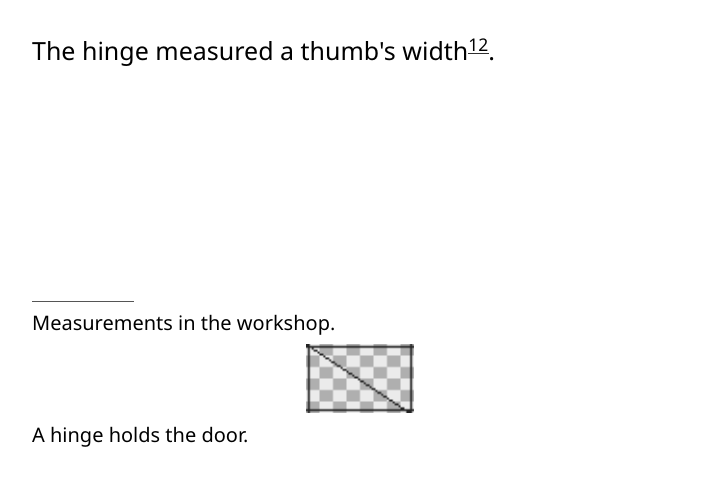 The hinge measured a thumb's width12.
Measurements in the workshop.
A hinge holds the door.